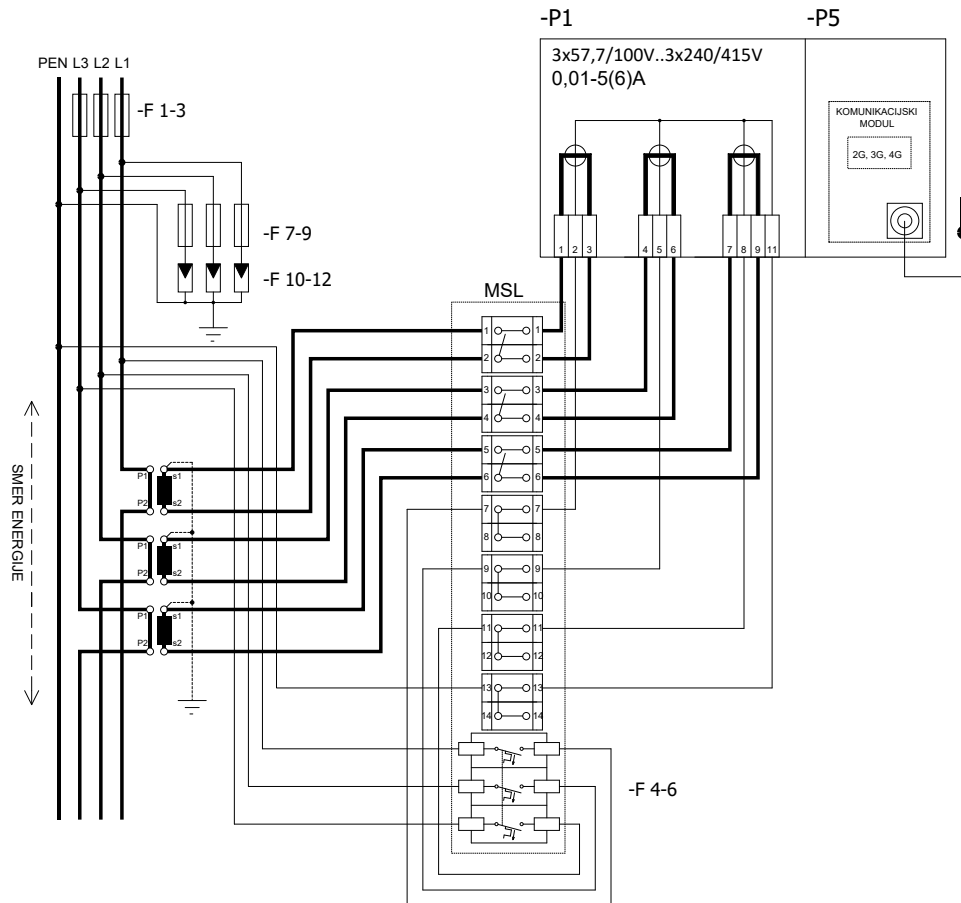 -P1
-P5
3x57,7/100V..3x240/415V
0,01-5(6)A
PEN L3 L2 L1
-F 1-3
KOMUNIKACIJSKI
MODUL
2G, 3G, 4G
-F 7-9
1 2 3 4 5 6 7 8 9 11
-F 10-12
MSL
1 1
2 2
3 3
4 4
5 5
6 6
7 7
8 8
9 9
10 10
11 11
12 12
13 13
14 14
SMER ENERGIJE
P1 s1
P2 s2
P1 s1
P2 s2
P1 s1
P2 s2
-F 4-6